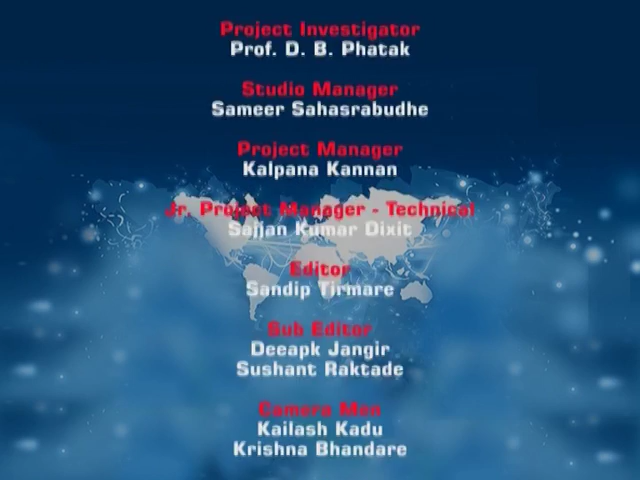 Project Investigator
Prof. D. B. Phatak
Studio Manager
Sameer Sahasrabudhe
Project Manager
Kalpana Kannan
Jr. Project Manager - Technical
Sajjan Kumar Dixit
Editor
Sandip Tirmare
Sub Editor
Deeapk Jangir
Sushant Raktade
Camera Men
Kailash Kadu
Krishna Bhandare